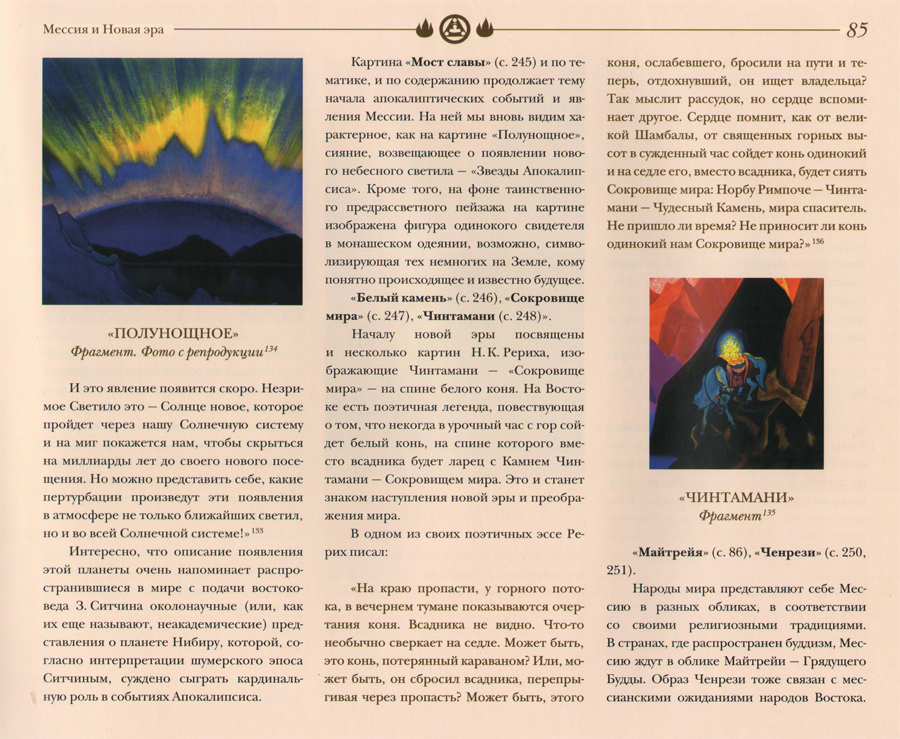 Мессия и Новая эра
85
«ПОЛУНОЩНОЕ»
Фрагмент. Фото с репродукции134
И это явление появится скоро. Незри-
мое Светило это — Солнце новое, которое
пройдет через нашу Солнечную систему
и на миг покажется нам, чтобы скрыться
на миллиарды лет до своего нового посе-
щения. Но можно представить себе, какие
пертурбации произведут эти появления
в атмосфере не только ближайших светил,
но и во всей Солнечной системе!»133
Интересно, что описание появления
этой планеты очень напоминает распро-
странившиеся в мире с подачи востоко-
веда З. Ситчина околонаучные (или, как
их еще называют, неакадемические) пред-
ставления о планете Нибиру, которой, со-
гласно интерпретации шумерского эпоса
Ситчиным, суждено сыграть кардиналь-
ную роль в событиях Апокалипсиса.
Картина «Мост славы» (с. 245) и по те-
матике, и по содержанию продолжает тему
начала апокалиптических событий и яв-
ления Мессии. На ней мы вновь видим ха-
рактерное, как на картине «Полунощное»,
сияние, возвещающее о появлении ново-
го небесного светила — «Звезды Апокалип-
сиса». Кроме того, на фоне таинственно-
го предрассветного пейзажа на картине
изображена фигура одинокого свидетеля
в монашеском одеянии, возможно, симво-
лизирующая тех немногих на Земле, кому
понятно происходящее и известно будущее.
«Белый камень» (с. 246), «Сокровище
мира» (с. 247), «Чинтамани (с. 248)».
Началу новой эры посвящены
и несколько картин Н. К. Рериха, изо-
бражающие Чинтамани — «Сокровище
мира» — на спине белого коня. На Восто-
ке есть поэтичная легенда, повествующая
о том, что некогда в урочный час с гор сой-
дет белый конь, на спине которого вме-
сто всадника будет ларец с Камнем Чин-
тамани — Сокровищем мира. Это и станет
знаком наступления новой эры и преобра-
жения мира.
В одном из своих поэтичных эссе Ре-
рих писал:
«На краю пропасти, у горного пото-
ка, в вечернем тумане показываются очер-
тания коня. Всадника не видно. Что-то
необычно сверкает на седле. Может быть,
это конь, потерянный караваном? Или, мо-
жет быть, он сбросил всадника, перепры-
гивая через пропасть? Может быть, этого
коня, ослабевшего, бросили на пути и те-
перь, отдохнувший, он ищет владельца?
Так мыслит рассудок, но сердце вспоми-
нает другое. Сердце помнит, как от вели-
кой Шамбалы, от священных горных вы-
сот в сужденный час сойдет конь одинокий
и на седле его, вместо всадника, будет сиять
Сокровище мира: Норбу Римпоче — Чинта-
мани — Чудесный Камень, мира спаситель.
Не пришло ли время? Не приносит ли конь
одинокий нам Сокровище мира?»136
«ЧИНТАМАНИ»
Фрагмент135
«Майтрейя» (с. 86), «Ченрези» (с. 250,
251).
Народы мира представляют себе Мес-
сию в разных обликах, в соответствии
со своими религиозными традициями.
В странах, где распространен буддизм, Мес-
сию ждут в облике Майтрейи — Грядущего
Будды. Образ Ченрези тоже связан с мес-
сианскими ожиданиями народов Востока.